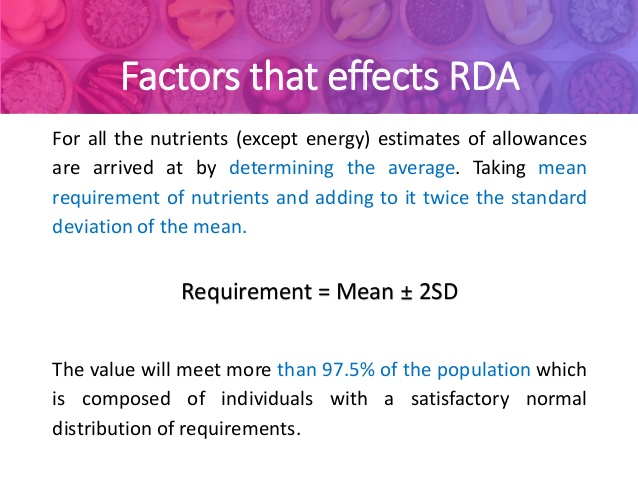 Factors that effects RDA
For all the nutrients (except energy) estimates of allowances
are arrived at by determining the average. Taking mean
requirement of nutrients and adding to it twice the standard
deviation of the mean.
Requirement = Mean ± 2SD
The value will meet more than 97.5% of the population which
is composed of individuals with a satisfactory normal
distribution of requirements.